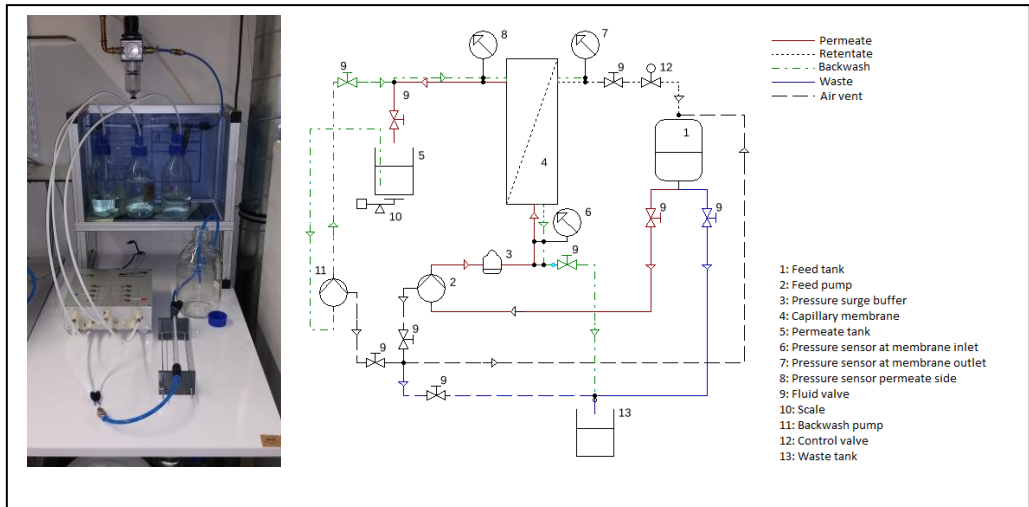 8
7
9
9
12
9
1
5
4
10
6
9
9
9
3
11
2
9
9
9
13
Permeate
Retentate
Backwash
Waste
Air vent
1: Feed tank
2: Feed pump
3: Pressure surge buffer
4: Capillary membrane
5: Permeate tank
6: Pressure sensor at membrane inlet
7: Pressure sensor at membrane outlet
8: Pressure sensor permeate side
9: Fluid valve
10: Scale
11: Backwash pump
12: Control valve
13: Waste tank